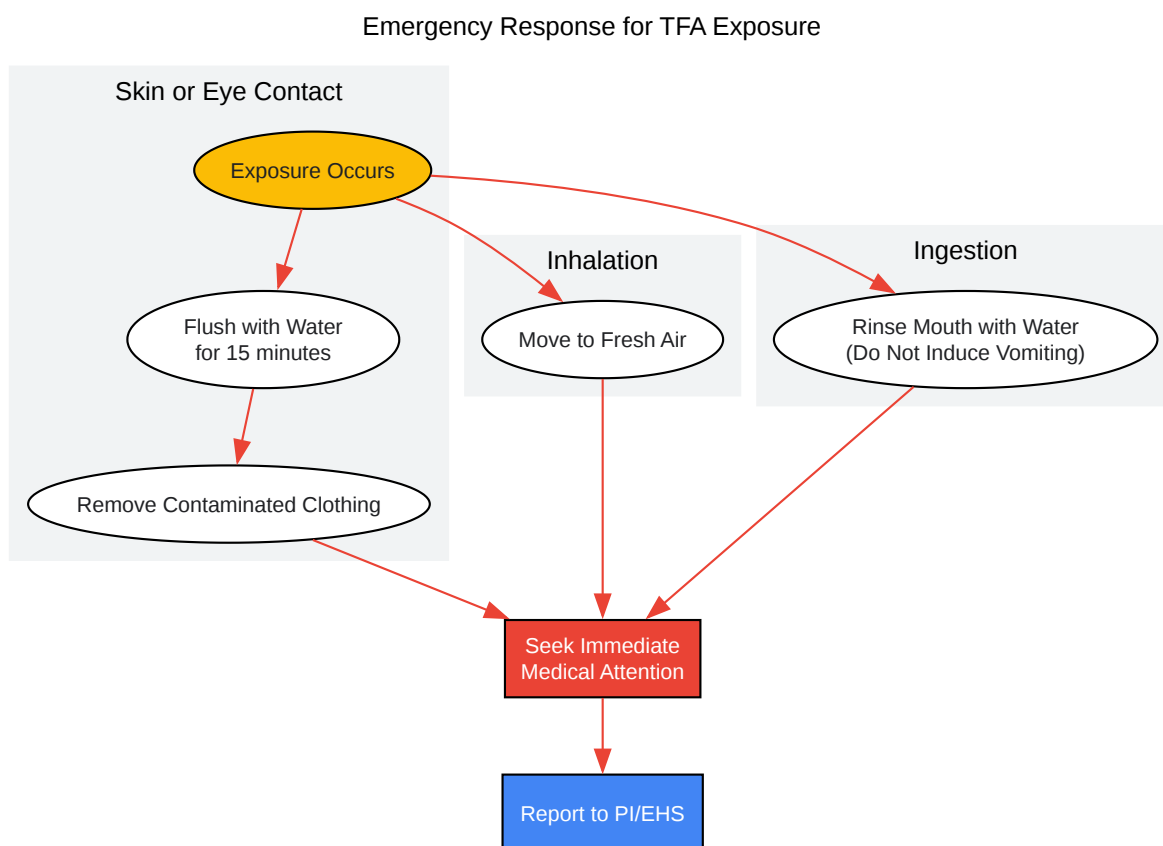 Emergency Response for TFA Exposure
Skin or Eye Contact
Exposure Occurs
Inhalation
Ingestion
Flush with Water
for 15 minutes
Move to Fresh Air
Rinse Mouth with Water
(Do Not Induce Vomiting)
Remove Contaminated Clothing
Seek Immediate
Medical Attention
Report to PI/EHS